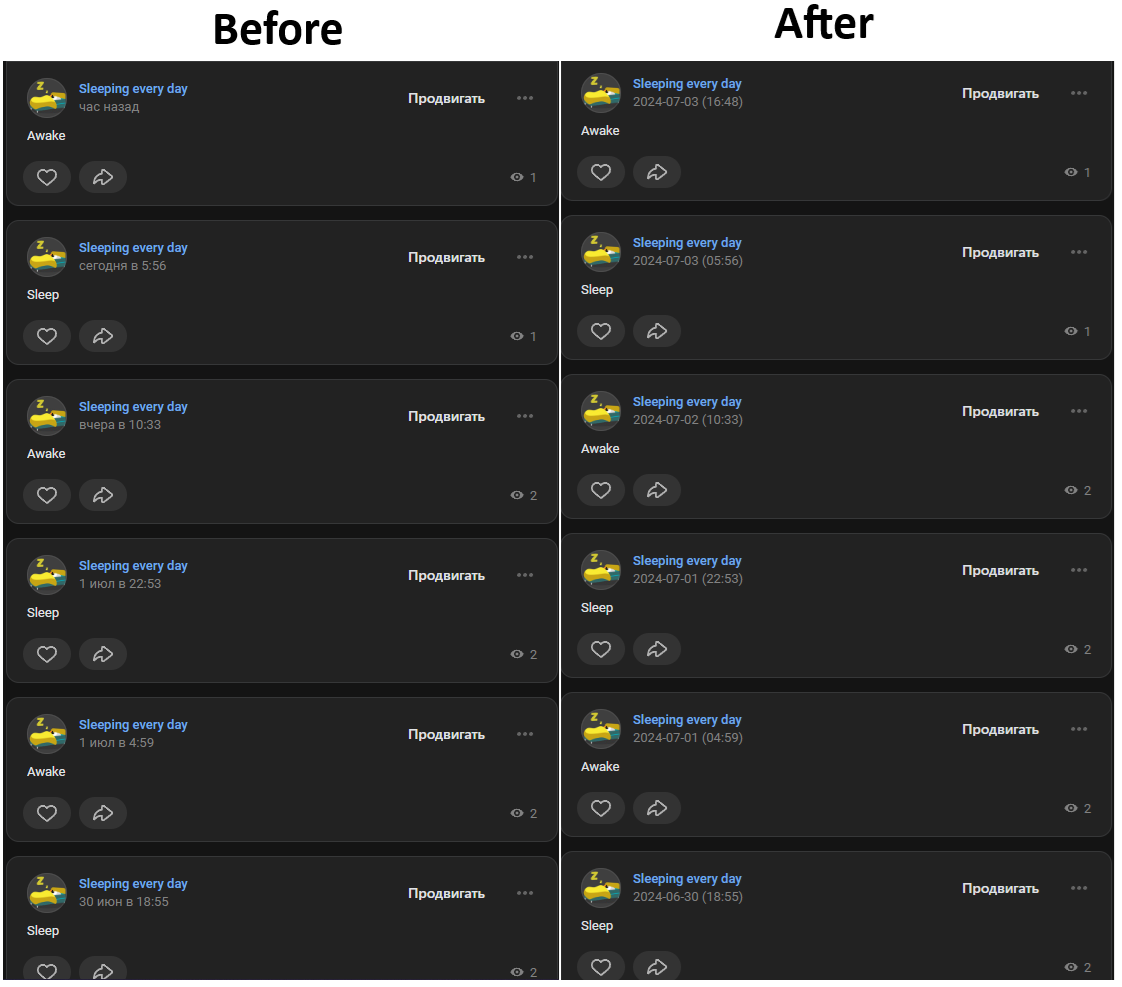 Before
Sleeping every day
час назад
Продвигать
Awake
1
Sleeping every day
сегодня в 5:56
Продвигать
Sleep
1
Sleeping every day
вчера в 10:33
Продвигать
Awake
2
Sleeping every day
1 июл в 22:53
Продвигать
Sleep
2
Sleeping every day
1 июл в 4:59
Продвигать
Awake
2
Sleeping every day
30 июн в 18:55
Продвигать
Sleep
2
After
Sleeping every day
2024-07-03 (16:48)
Продвигать
Awake
1
Sleeping every day
2024-07-03 (05:56)
Продвигать
Sleep
1
Sleeping every day
2024-07-02 (10:33)
Продвигать
Awake
2
Sleeping every day
2024-07-01 (22:53)
Продвигать
Sleep
2
Sleeping every day
2024-07-01 (04:59)
Продвигать
Awake
2
Sleeping every day
2024-06-30 (18:55)
Продвигать
Sleep
2